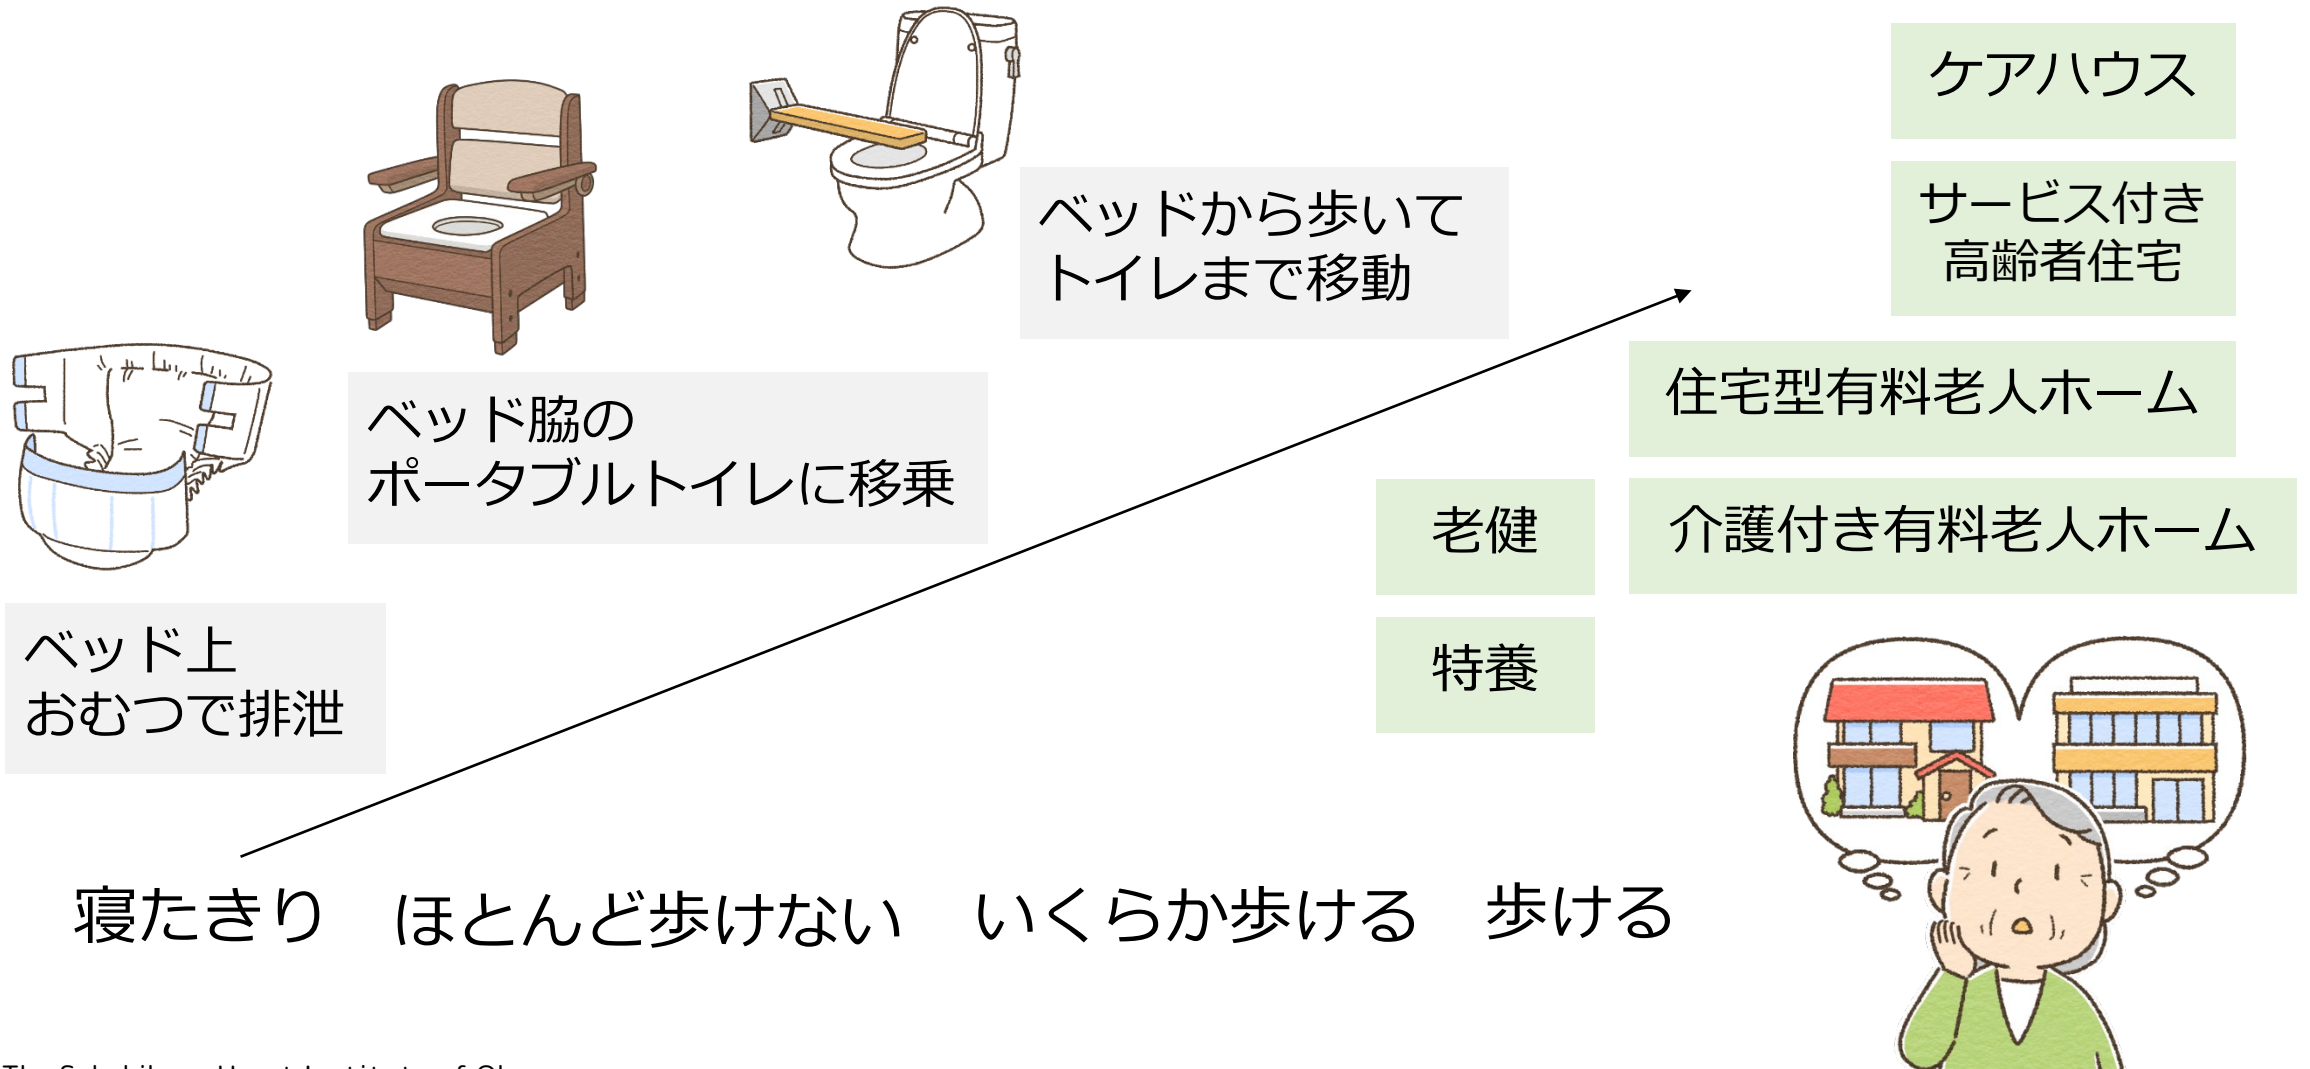 ケアハウス
サービス付き
高齢者住宅
ベッドから歩いて
トイレまで移動
住宅型有料老人ホーム
ベッド脇の
ポータブルトイレに移乗
老健
介護付き有料老人ホーム
特養
ベッド上
おむつで排泄
寝たきり
ほとんど歩けない
いくらか歩ける
歩ける
The Heart Institute of